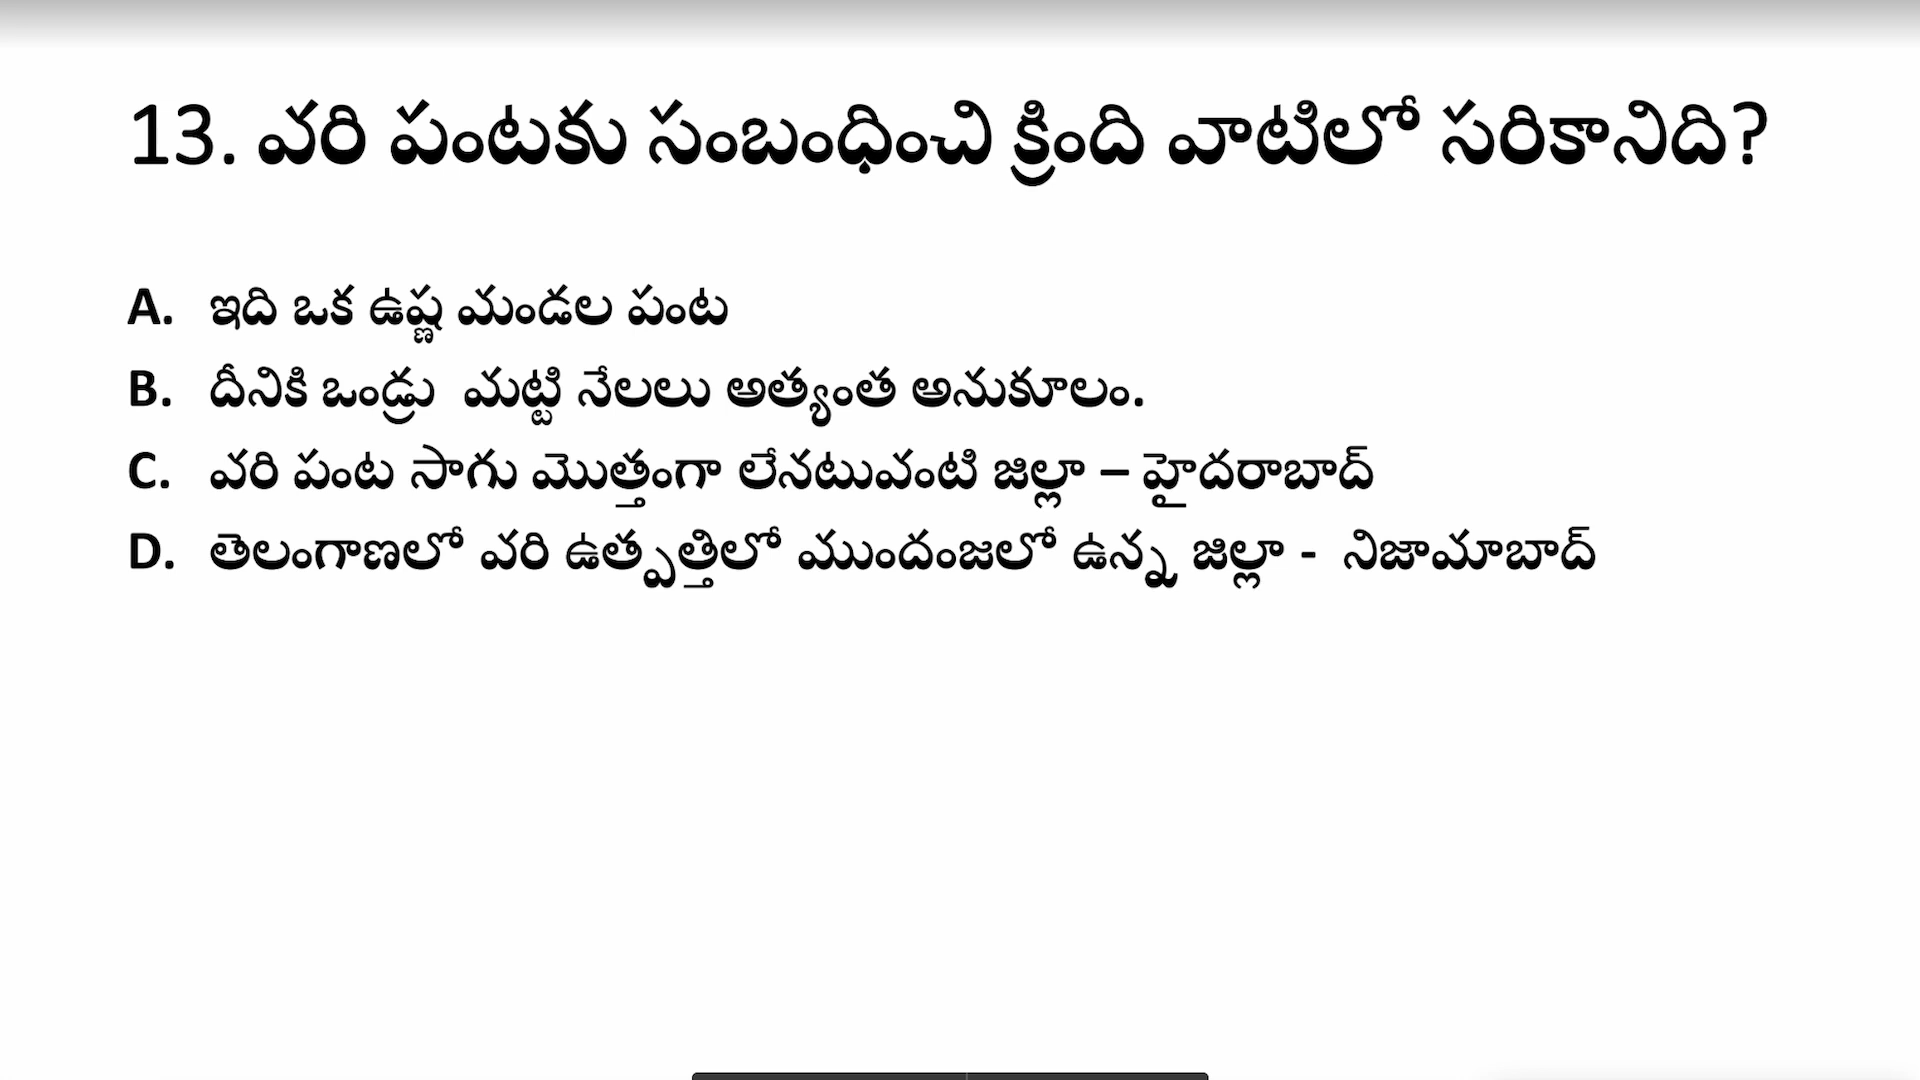 13. వరి పంటకు సంబంధించి క్రింది వాటిలో సరికానిది?
A. ఇది ఒక ఉష్ణ మండల పంట
B. దీనికి ఒండ్రు మట్టి నేలలు అత్యంత అనుకూలం.
C. వరి పంట సాగు మొత్తంగా లేనటువంటి జిల్లా – హైదరాబాద్
D. తెలంగాణలో వరి ఉత్పత్తిలో ముందంజలో ఉన్న జిల్లా - నిజామాబాద్